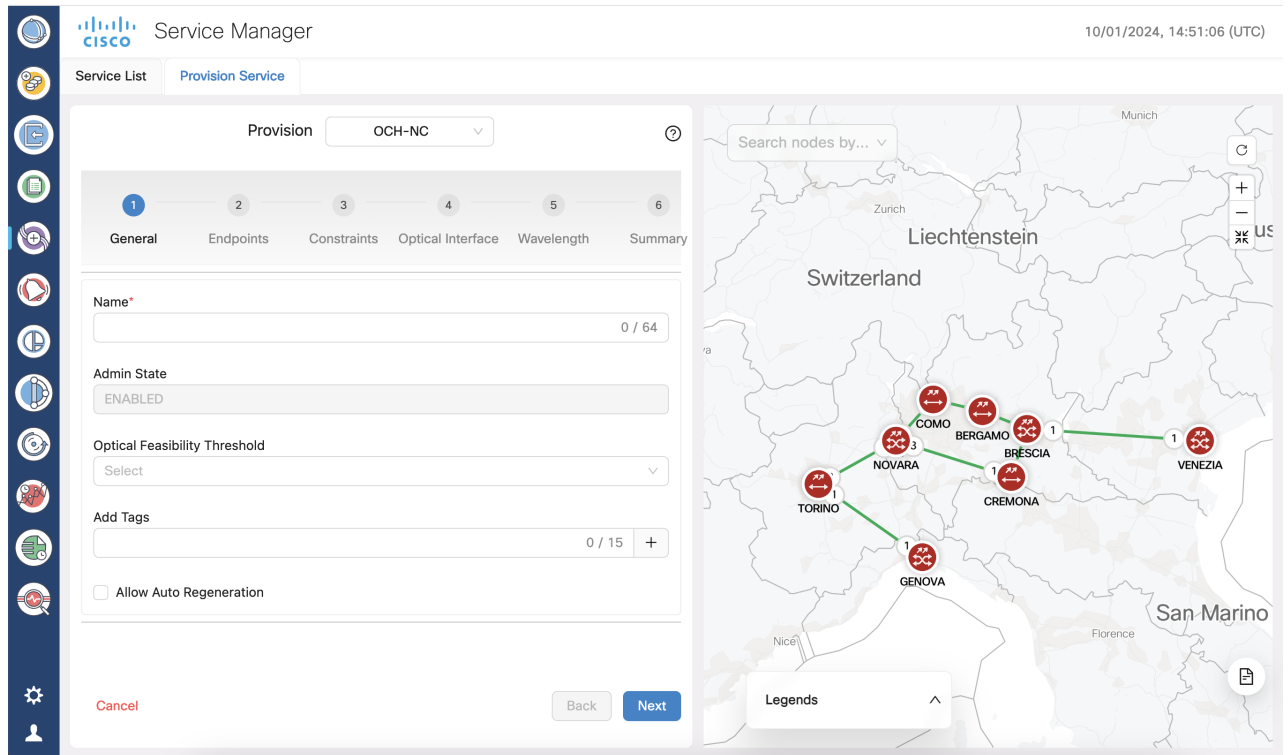 CISCO Service Manager 10/01/2024, 14:51:06 (UTC)
Service List Provision Service
Provision OCH-NC
1 2 3 4 5 6
General Endpoints Constraints Optical Interface Wavelength Summary
Name*
0 / 64
Admin State
ENABLED
Optical Feasibility Threshold
Select
Add Tags
0 / 15 +
Allow Auto Regeneration
Cancel Back Next
Search nodes by...
Munich
Zurich
Liechtenstein
Switzerland
us
va
COMO
BERGAMO
BRESCIA
1
1
VENEZIA
NOVARA
3
1
CREMONA
TORINO
1
1
GENOVA
San Marino
Florence
Nice
Legends